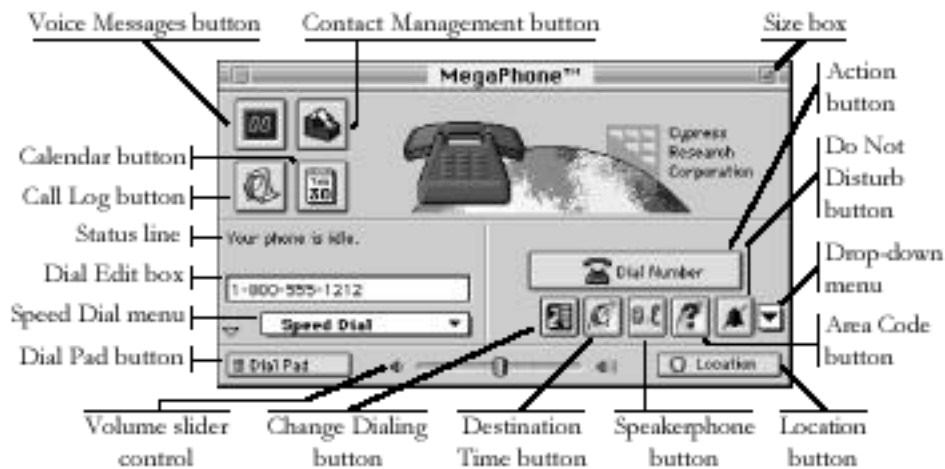 Voice Messages button
Contact Management button
Size box
MegaPhone™
Action
button
00
Cypress
Research
Corporation
Do Not
Disturb
button
Calendar button
Call Log button
30
Status line
Your phone is idle.
Dial Number
Drop-down
menu
Dial Edit box
1-800-555-1212
Speed Dial menu
Speed Dial
Area Code
button
Dial Pad button
Dial Pad
Location
Volume slider
control
Change Dialing
button
Destination
Time button
Speakerphone
button
Location
button